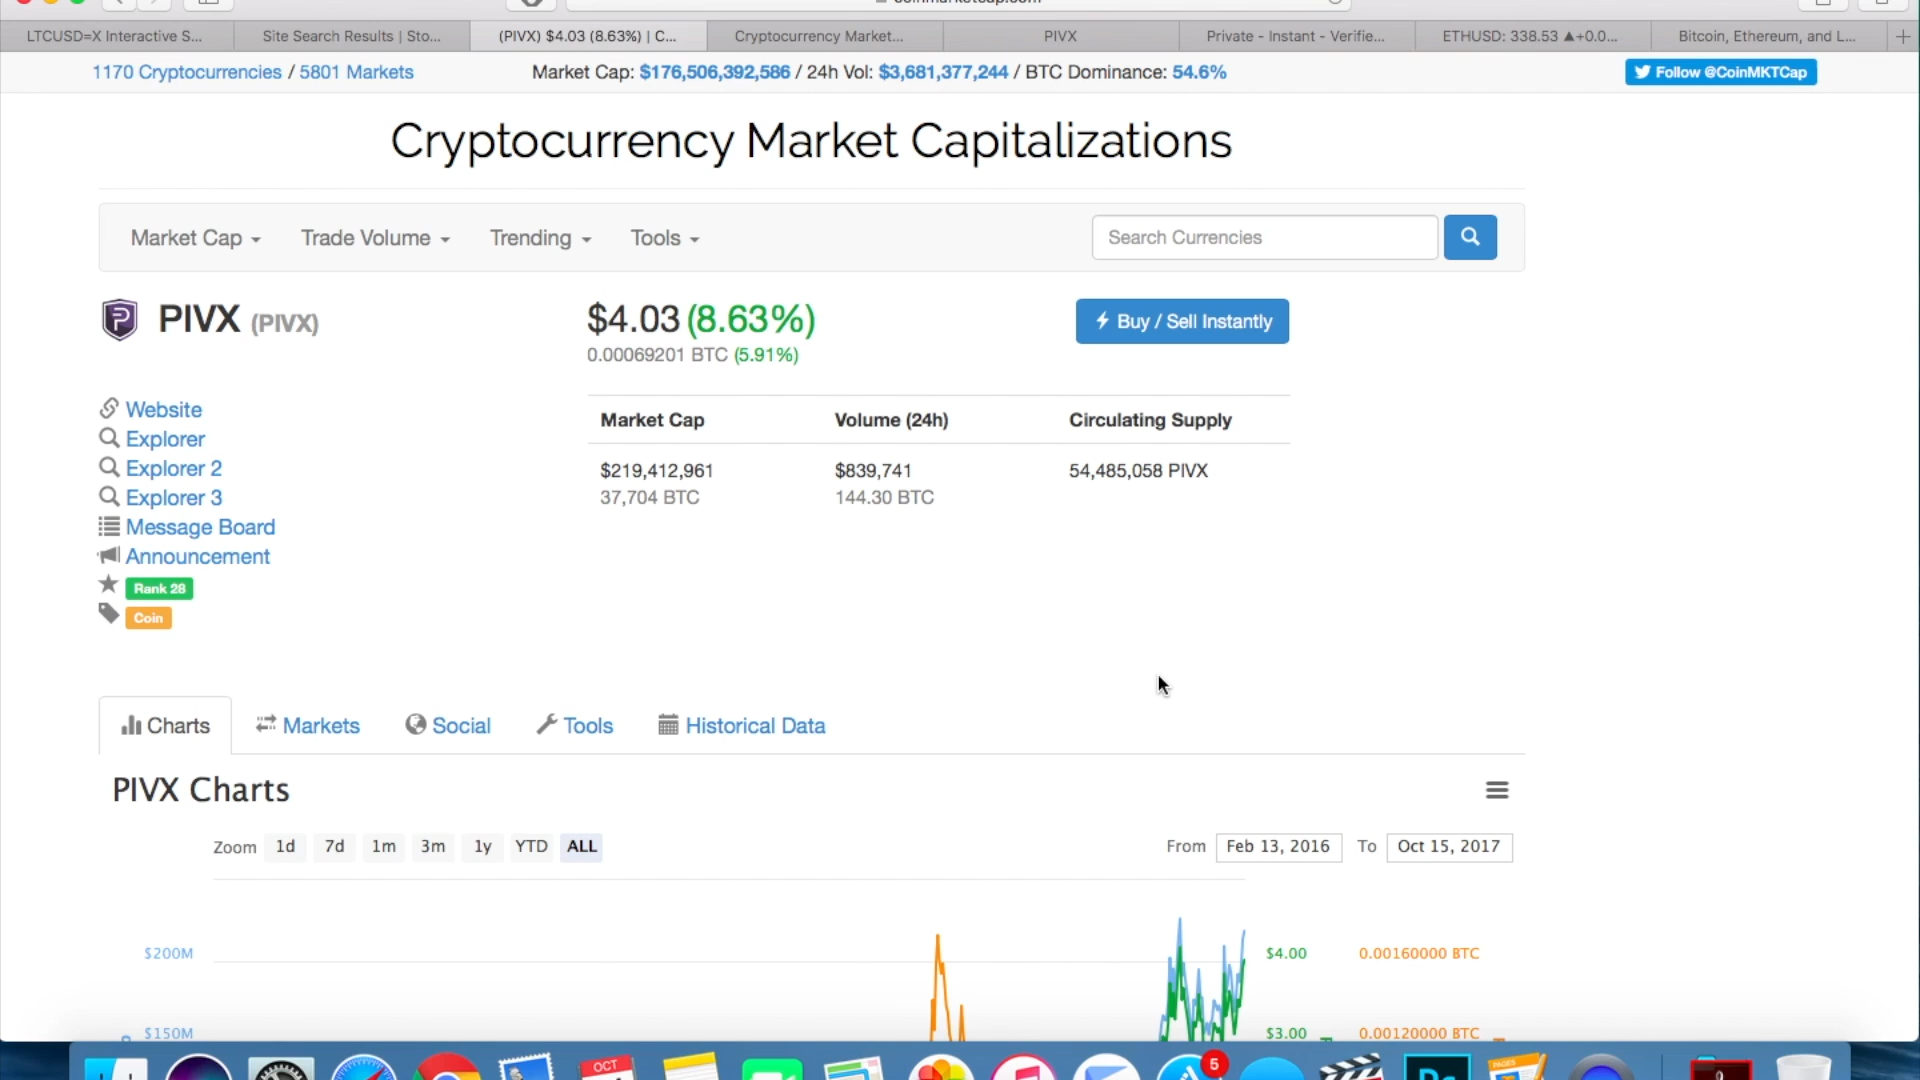 LTCUSD=X Interactive S...
Site Search Results | Sto...
(PIVX) $4.03 (8.63%) | C...
Cryptocurrency Market...
PIVX
Private - Instant - Verifie...
ETHUSD: 338.53 ▲+0.0...
Bitcoin, Ethereum, and L...
1170 Cryptocurrencies / 5801 Markets
Market Cap: $176,506,392,586 / 24h Vol: $3,681,377,244 / BTC Dominance: 54.6%
Follow @CoinMKTCap
Cryptocurrency Market Capitalizations
Market Cap
Trade Volume
Trending
Tools
Search Currencies
PIVX (PIVX)
$4.03 (8.63%)
0.00069201 BTC (5.91%)
Buy / Sell Instantly
Website
Explorer
Explorer 2
Explorer 3
Message Board
Announcement
Rank 28
Coin
Market Cap
Volume (24h)
Circulating Supply
$219,412,961
$839,741
54,485,058 PIVX
37,704 BTC
144.30 BTC
Charts
Markets
Social
Tools
Historical Data
PIVX Charts
Zoom
1d
7d
1m
3m
1y
YTD
ALL
From
Feb 13, 2016
To
Oct 15, 2017
$200M
$4.00
0.00160000 BTC
$150M
$3.00
0.00120000 BTC
OCT
5
PAGES